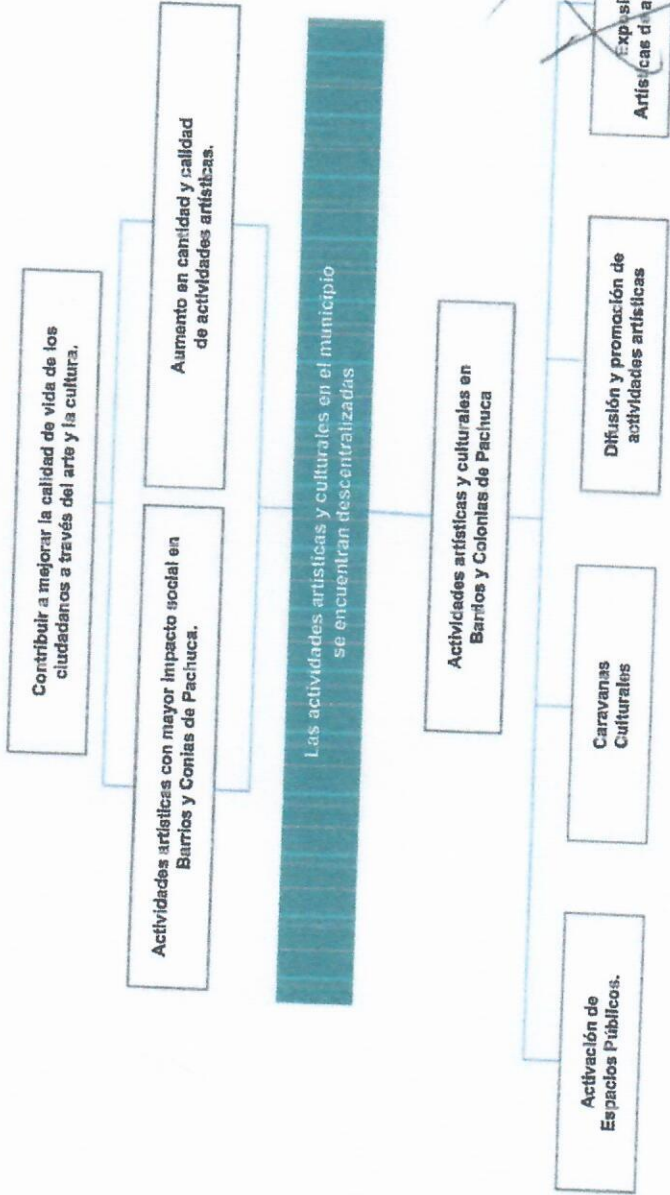 Contribuir a mejorar la calidad de vida de los
ciudadanos a través del arte y la cultura.
Actividades artísticas con mayor impacto social en
Barrios y Conias de Pachuca.
Aumento en cantidad y calidad
de actividades artísticas.
Las actividades artísticas y culturales en el municipio
se encuentran descentralizadas
Actividades artísticas y culturales en
Barrios y Colonias de Pachuca
Activación de
Espacios Públicos.
Caravanas
Culturales
Difusión y promoción de
actividades artísticas
Artísticas de